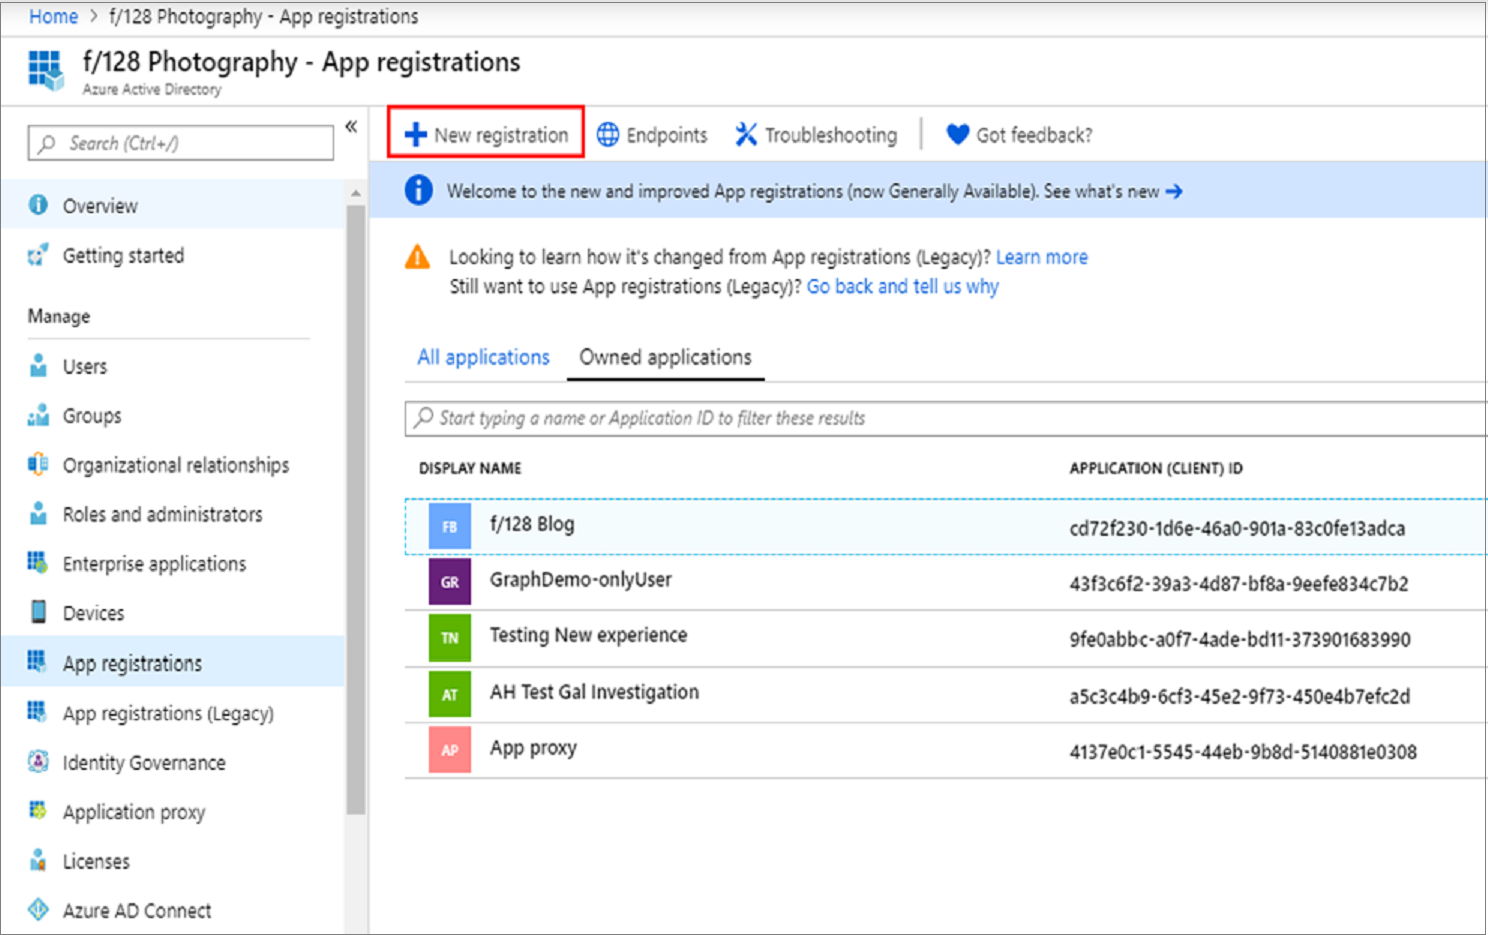 Home > f/128 Photography - App registrations
f/128 Photography - App registrations
Azure Active Directory
Search (Ctrl+/)
«
Overview
Getting started
Manage
Users
Groups
Organizational relationships
Roles and administrators
Enterprise applications
Devices
App registrations
App registrations (Legacy)
Identity Governance
Application proxy
Licenses
Azure AD Connect
New registration Endpoints Troubleshooting Got feedback?
Welcome to the new and improved App registrations (now Generally Available). See what's new →
Looking to learn how it's changed from App registrations (Legacy)? Learn more
Still want to use App registrations (Legacy)? Go back and tell us why
All applications Owned applications
Start typing a name or Application ID to filter these results
DISPLAY NAME APPLICATIION (CLIENT) ID
FB f/128 Blog cd72f230-1d6e-46a0-901a-83c0fe13adca
GR GraphDemo-onlyUser 43f3c6f2-39a3-4d87-bf8a-9eefe834c7b2
TN Testing New experience 9fe0abbc-a0f7-4ade-bd11-373901683990
AT AH Test Gal Investigation a5c3c4b9-6cf3-45e2-9f73-450e4b7efc2d
AP App proxy 4137e0c1-5545-44eb-9b8d-5140881e0308